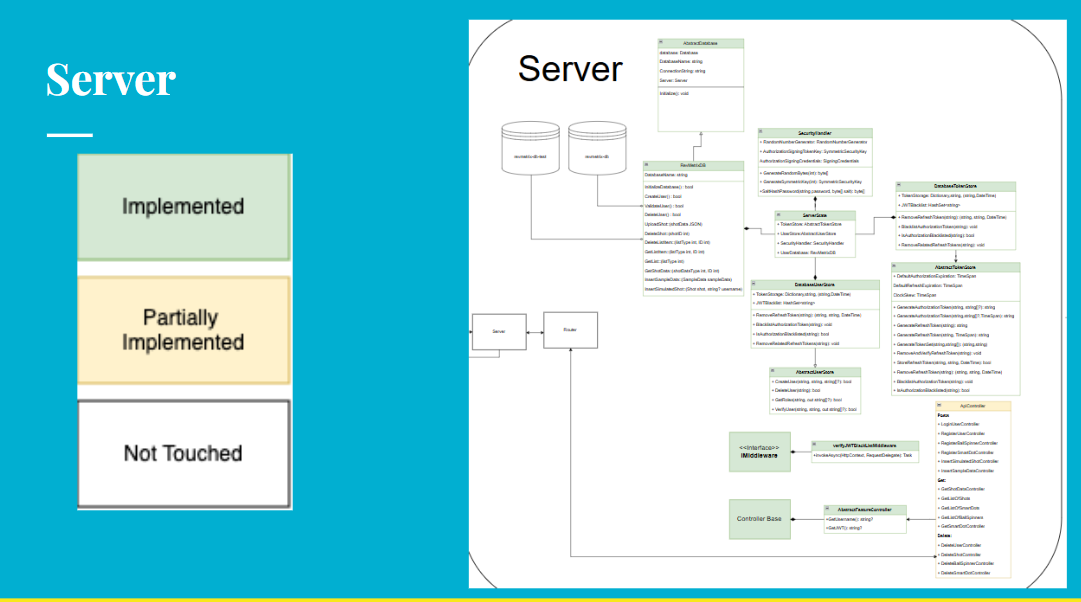 Server
Implemented
Partially
Implemented
Not Touched
Server
AbstractDatabase
database: Database
DatabaseName: string
ConnectionString: string
Server: Server
Initialize(): void
revmetrix-db-test
revmetrix-db
RevMatrixDB
DatabaseName: string
InitializeDatabase() : bool
CreateUser() : bool
ValidateUser() : bool
DeleteUser() : bool
UploadShot (shotData JSON)
DeleteShot (shotID int)
DeleteListItem: (listType int, ID int)
GetListItem: (listType int, ID int)
GetList: (listType int)
GetShotData: (shotDataType int, ID int)
InsertSampleData: (SampleData sampleData)
InsertSimulatedShot: (Shot shot, string? username)
SecurityHandler
+ RandomNumberGenerator: RandomNumberGenerator
+ AuthorizationSigningTokenKey: SymmetricSecurityKey
AuthorizationSigningCredentials: SigningCredentials
+ GenerateRandomBytes(int): byte[]
+ GenerateSymmetricKey(int): SymmetricSecurityKey
+SaltHashPassword(string password, byte[] salt): byte[]
ServerState
+ TokenStore: AbstractTokenStore
+ UserStore: AbstractUserStore
+ SecurityHandler: SecurityHandler
+ UserDatabase: RevMatrixDB
DatabaseTokenStore
+ TokenStorage: Dictionary(string, (string,DateTime)
+ JWTBlacklist: HashSet<string>
+ RemoveRefreshToken(string): (string, string, DateTime)
+ BlacklistAuthorizationToken(string): void
+ IsAuthorizationBlacklisted(string): bool
+ RemoveRelatedRefreshTokens(string): void
DatabaseUserStore
+ TokenStorage: Dictionary(string, (string,DateTime)
+ JWTBlacklist: HashSet<string>
+ RemoveRefreshToken(string): (string, string, DateTime)
+ BlacklistAuthorizationToken(string): void
+ IsAuthorizationBlacklisted(string): bool
+ RemoveRelatedRefreshTokens(string): void
AbstractTokenStore
+ DefaultAuthorizationExpiration: TimeSpan
DefaultRefreshExpiration: TimeSpan
ClockSkew: TimeSpan
+ GenerateAuthorizationToken(string, string[]?): string
+ GenerateAuthorizationToken(string,string[]? TimeSpan): string
+ GenerateRefreshToken(string): string
+ GenerateRefreshToken(string, TimeSpan): string
+ GenerateTokenSet(string,string[]): (string,string)
+ RemoveAndVerifyRefreshToken(string): void
+ StoreRefreshToken(string, string, DateTime): bool
+ RemoveRefreshToken(string): (string, string, DateTime)
+ BlacklistAuthorizationToken(string): void
+ IsAuthorizationBlacklisted(string): bool
Server
Router
AbstractUserStore
+ CreateUser(string, string, string[]?): bool
+ DeleteUser(string): bool
+ GetRoles(string, out string[]?): bool
+ VerifyUser(string, string, out string[]): bool
<<Interface>>
IMiddleware
verifyJWTBlackListMiddleware
+InvokeAsync(HttpContext, RequestDelegate): Task
Controller Base
AbstractFeatureController
+GetUsername(): string?
+GetJWT(): string?
ApiController
Posts:
+ LoginUserController
+ RegisterUserController
+ RegisterBallSpinnerController
+ RegisterSmartDotController
+ InsertSimulatedShotController
+ InsertSampleDataController
Get:
+ GetShotDataController
+ GetListOfShots
+ GetListOfSmartDots
+ GetListOfBallSpinners
+ GetSmartDotController
Delete:
+ DeleteUserController
+ DeleteShotController
+ DeleteBallSpinnerController
+ DeleteSmartDotController